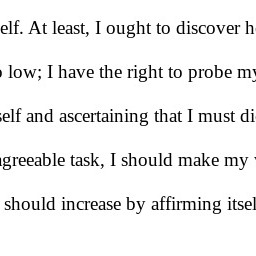 elf. At least, I ought to discover h
low; I have the right to probe my
self and ascertaining that I must di
agreeable task, I should make my
should increase by affirming itsel